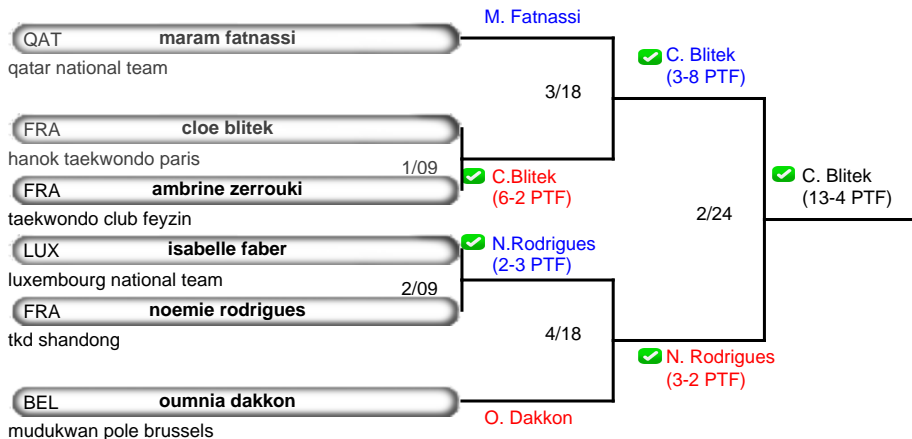 M. Fatnassi
QAT maram fatnassi
qatar national team
C. Blitek
(3-8 PTF)
3/18
FRA cloe blitek
hanok taekwondo paris
1/09
C.Blitek
(6-2 PTF)
FRA ambrine zerrouki
taekwondo club feyzin
C. Blitek
(13-4 PTF)
2/24
LUX isabelle faber
luxembourg national team
N.Rodrigues
(2-3 PTF)
2/09
FRA noemie rodrigues
tkd shandong
4/18
N. Rodrigues
(3-2 PTF)
BEL oumnia dakkon
mudukwan pole brussels
O. Dakkon